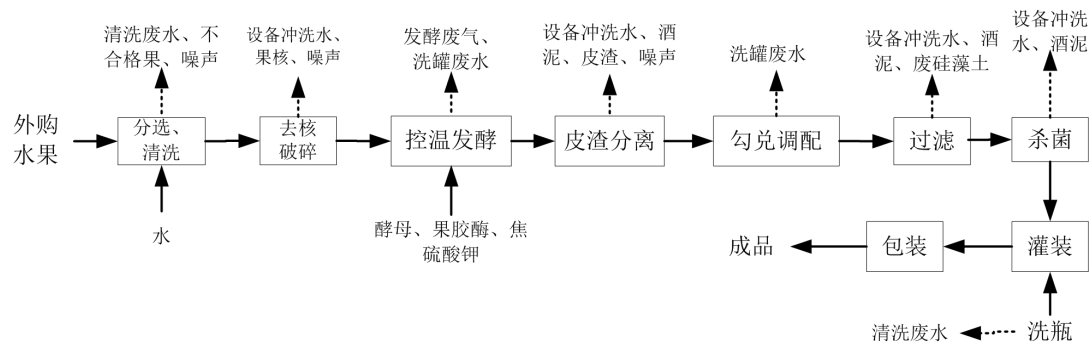 清洗废水、不
合格果、噪声
设备冲洗水、
果核、噪声
发酵废气、
洗罐废水
设备冲洗水、酒
泥、皮渣、噪声
洗罐废水
设备冲洗水、酒
泥、废硅藻土
设备冲洗
水、酒泥
外购
水果
分选、
清洗
去核
破碎
控温发酵
皮渣分离
勾兑调配
过滤
杀菌
水
酵母、果胶酶、焦
硫酸钾
成品
包装
灌装
清洗废水
洗瓶